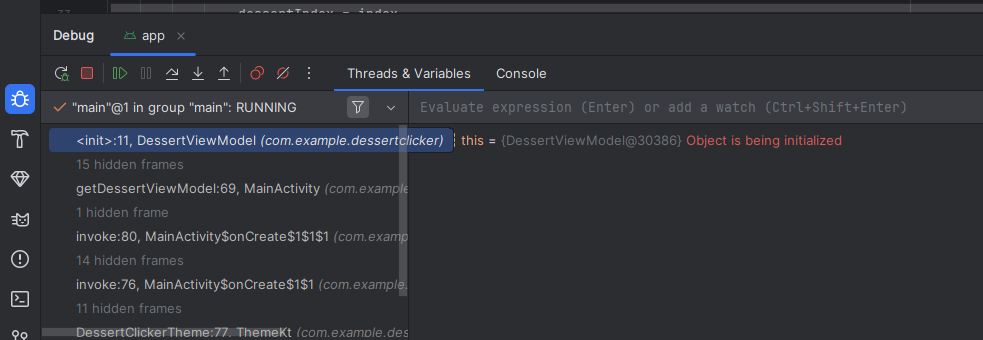 33 dessertIndex = index
Debug app
Threads & Variables Console
"main"@1 in group "main": RUNNING
Evaluate expression (Enter) or add a watch (Ctrl+Shift+Enter)
<init>:11, DessertViewModel (com.example.dessertclicker)
this = {DessertViewModel@30386} Object is being initialized
15 hidden frames
getDessertViewModel:69, MainActivity (com.example
1 hidden frame
invoke:80, MainActivity$onCreate$1$1$1 (com.examp
14 hidden frames
invoke:76, MainActivity$onCreate$1$1 (com.example.
11 hidden frames
DessertClickerTheme:77, ThemeKt (com.example.des